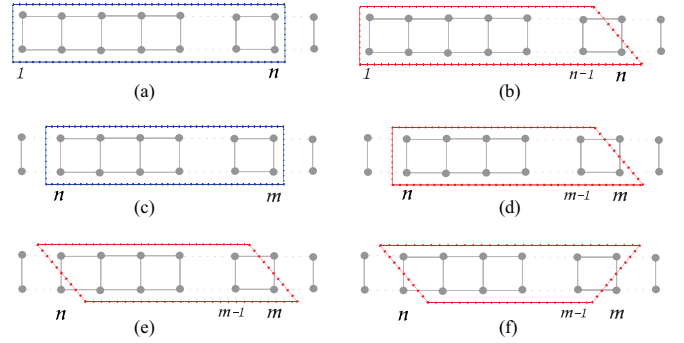 1 n
1 n-1 n
(a) (b)
n m
n m-1 m
(c) (d)
n m-1 m
n m-1 m
(e) (f)